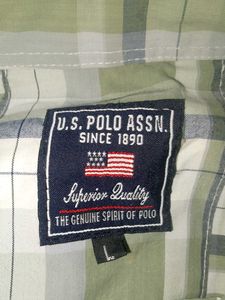 U.S. POLO ASSN.
SINCE 1890
Superior Quality
THE GENUINE SPIRIT OF POLO
L